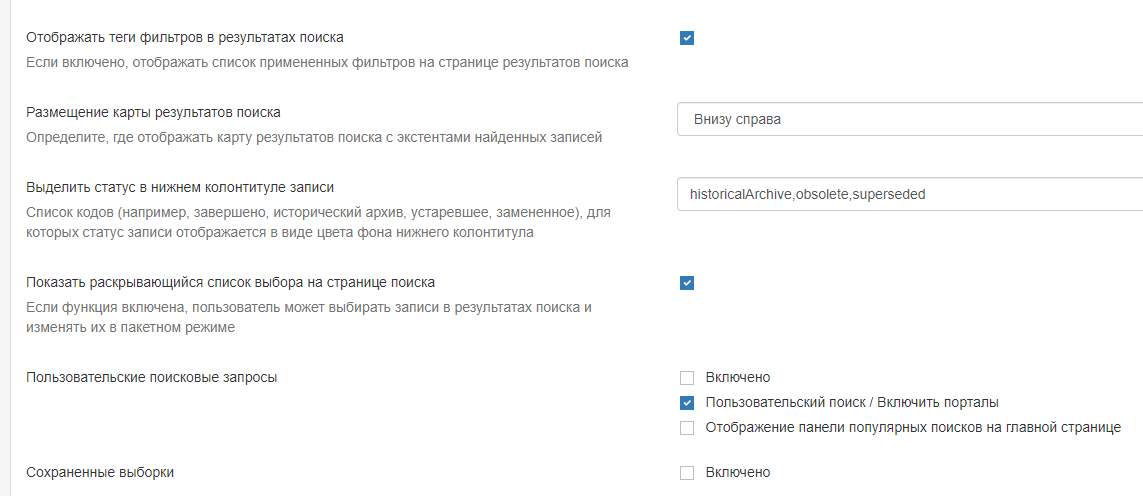 Отображать теги фильтров в результатах поиска
Если включено, отображать список примененных фильтров на странице результатов поиска
Размещение карты результатов поиска
Внизу справа
Определите, где отображать карту результатов поиска с экстентами найденных записей
Выделить статус в нижнем колонтитуле записи
historicalArchive,obsolete,superseded
Список кодов (например, завершено, исторический архив, устаревшее, замененное), для
которых статус записи отображается в виде цвета фона нижнего колонтитула
Показать раскрывающийся список выбора на странице поиска
Если функция включена, пользователь может выбирать записи в результатах поиска и
изменять их в пакетном режиме
Пользовательские поисковые запросы
Включено
Пользовательский поиск / Включить порталы
Отображение панели популярных поисков на главной странице
Сохраненные выборки
Включено